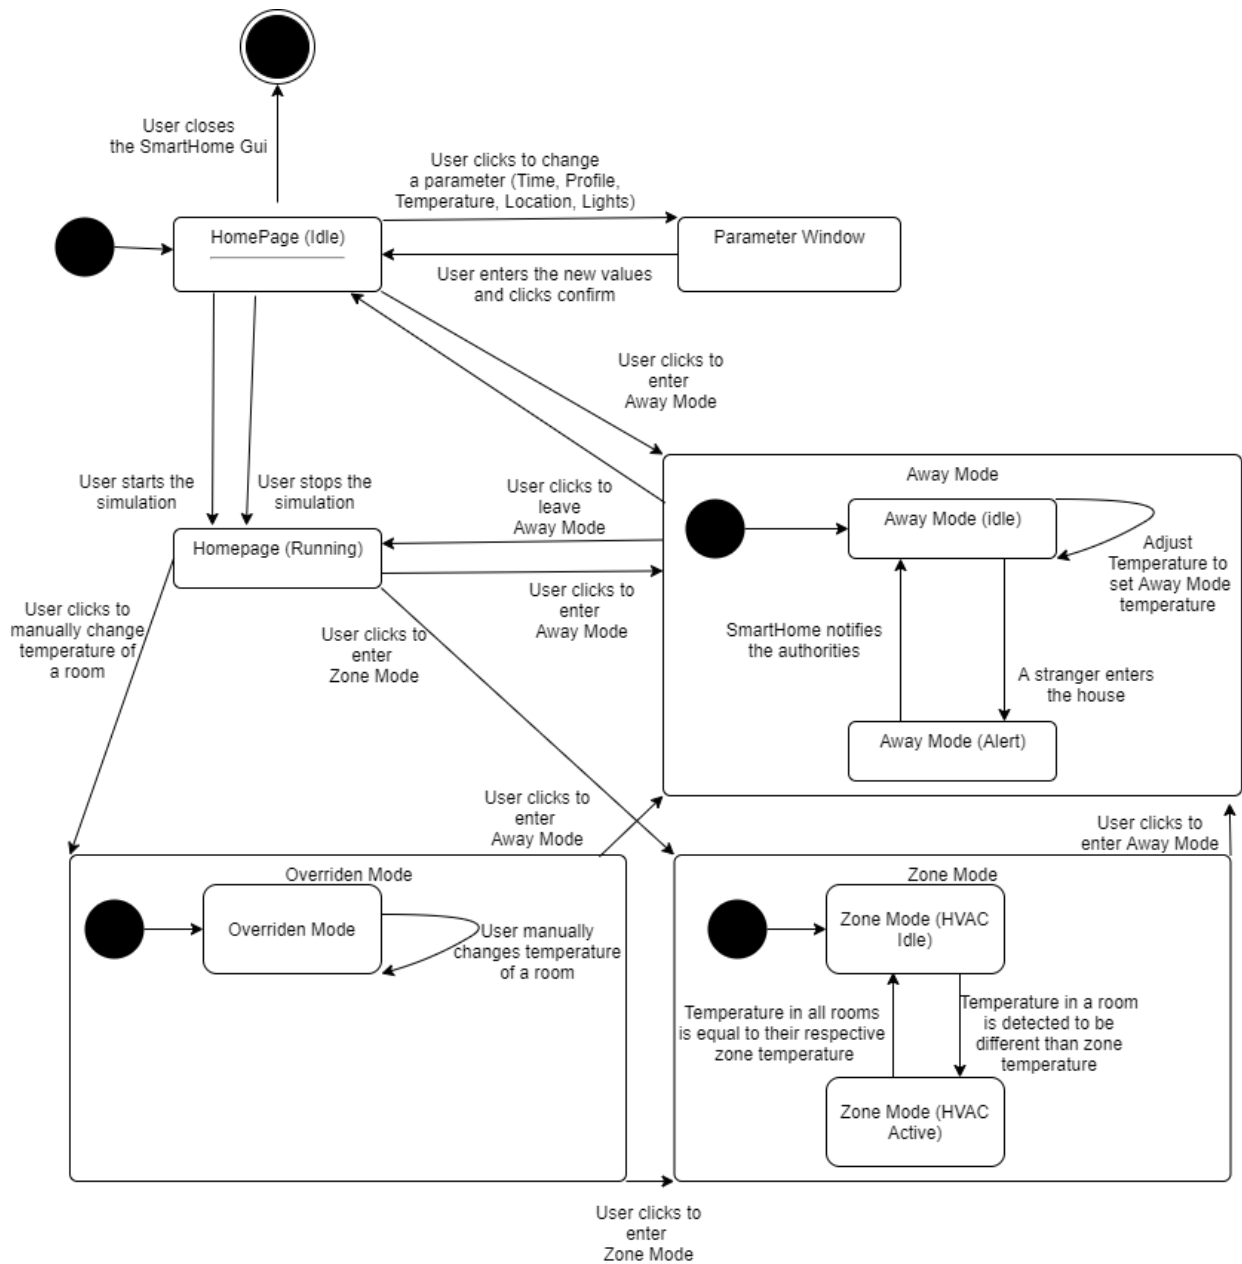 User closes
the SmartHome Gui
User clicks to change
a parameter (Time, Profile,
Temperature, Location, Lights)
HomePage (Idle)
Parameter Window
User enters the new values
and clicks confirm
User clicks to
enter
Away Mode
User starts the
simulation
User stops the
simulation
User clicks to
leave
Away Mode
Away Mode
Away Mode (idle)
Adjust
Temperature to
set Away Mode
temperature
Homepage (Running)
User clicks to
enter
Away Mode
User clicks to
manually change
temperature of
a room
User clicks to
enter
Zone Mode
SmartHome notifies
the authorities
A stranger enters
the house
Away Mode (Alert)
User clicks to
enter
Away Mode
User clicks to
enter Away Mode
Overriden Mode
Overriden Mode
User manually
changes temperature
of a room
Zone Mode
Zone Mode (HVAC
Idle)
Temperature in all rooms
is equal to their respective
zone temperature
Temperature in a room
is detected to be
different than zone
temperature
Zone Mode (HVAC
Active)
User clicks to
enter
Zone Mode